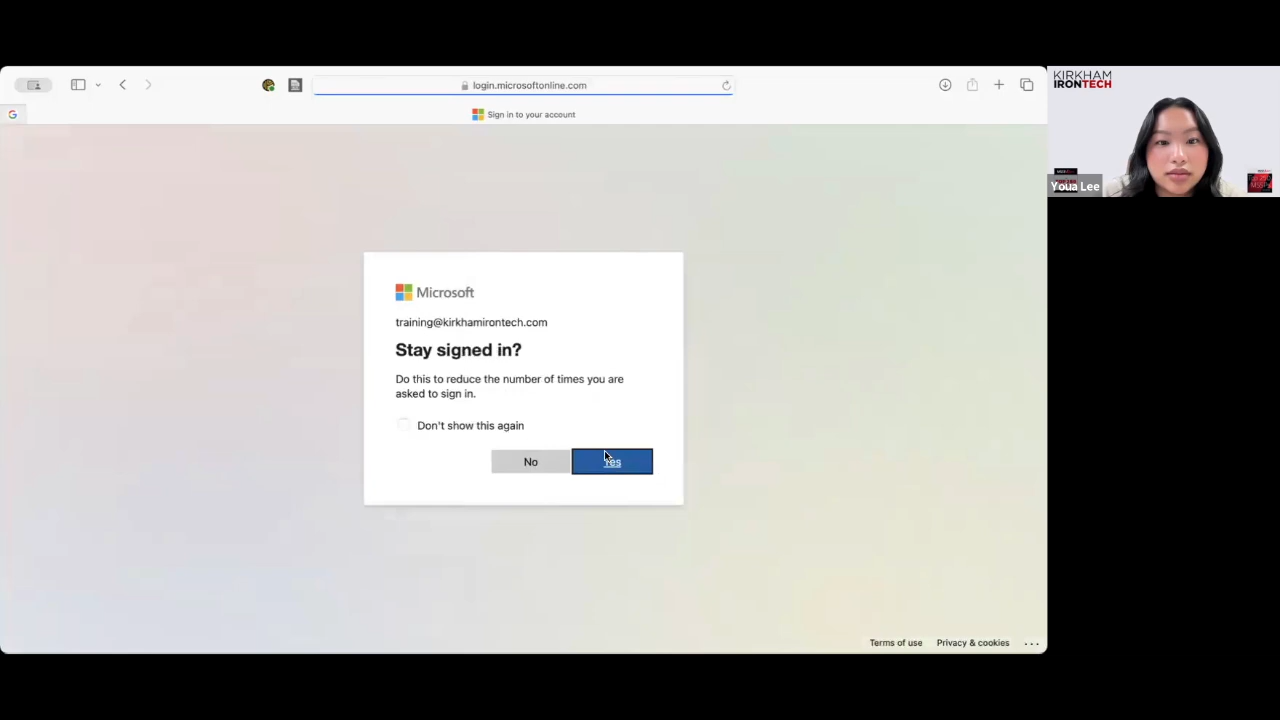 login.microsoftonline.com
Sign in to your account
Microsoft
training@kirkhamirontech.com
Stay signed in?
Do this to reduce the number of times you are
asked to sign in.
Don't show this again
No
Yes
Terms of use
Privacy & cookies
KIRKHAM
IRONTECH
Youa Lee